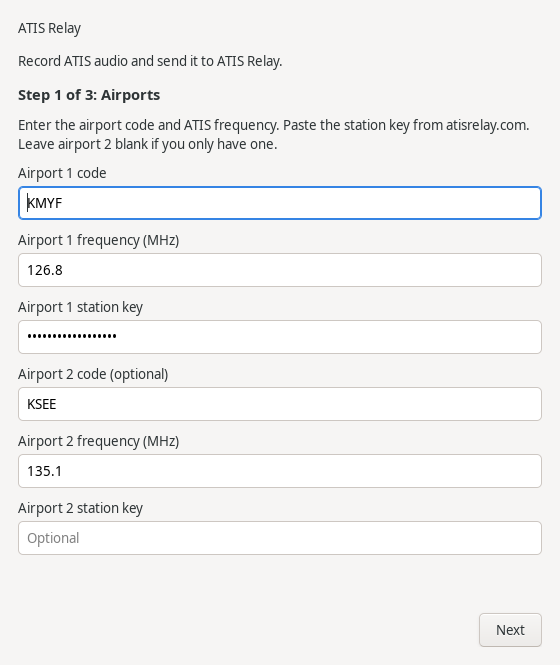 ATIS Relay
Record ATIS audio and send it to ATIS Relay.
Step 1 of 3: Airports
Enter the airport code and ATIS frequency. Paste the station key from atisrelay.com.
Leave airport 2 blank if you only have one.
Airport 1 code
KMYF
Airport 1 frequency (MHz)
126.8
Airport 1 station key
••••••••••••••••••
Airport 2 code (optional)
KSEE
Airport 2 frequency (MHz)
135.1
Airport 2 station key
Optional
Next